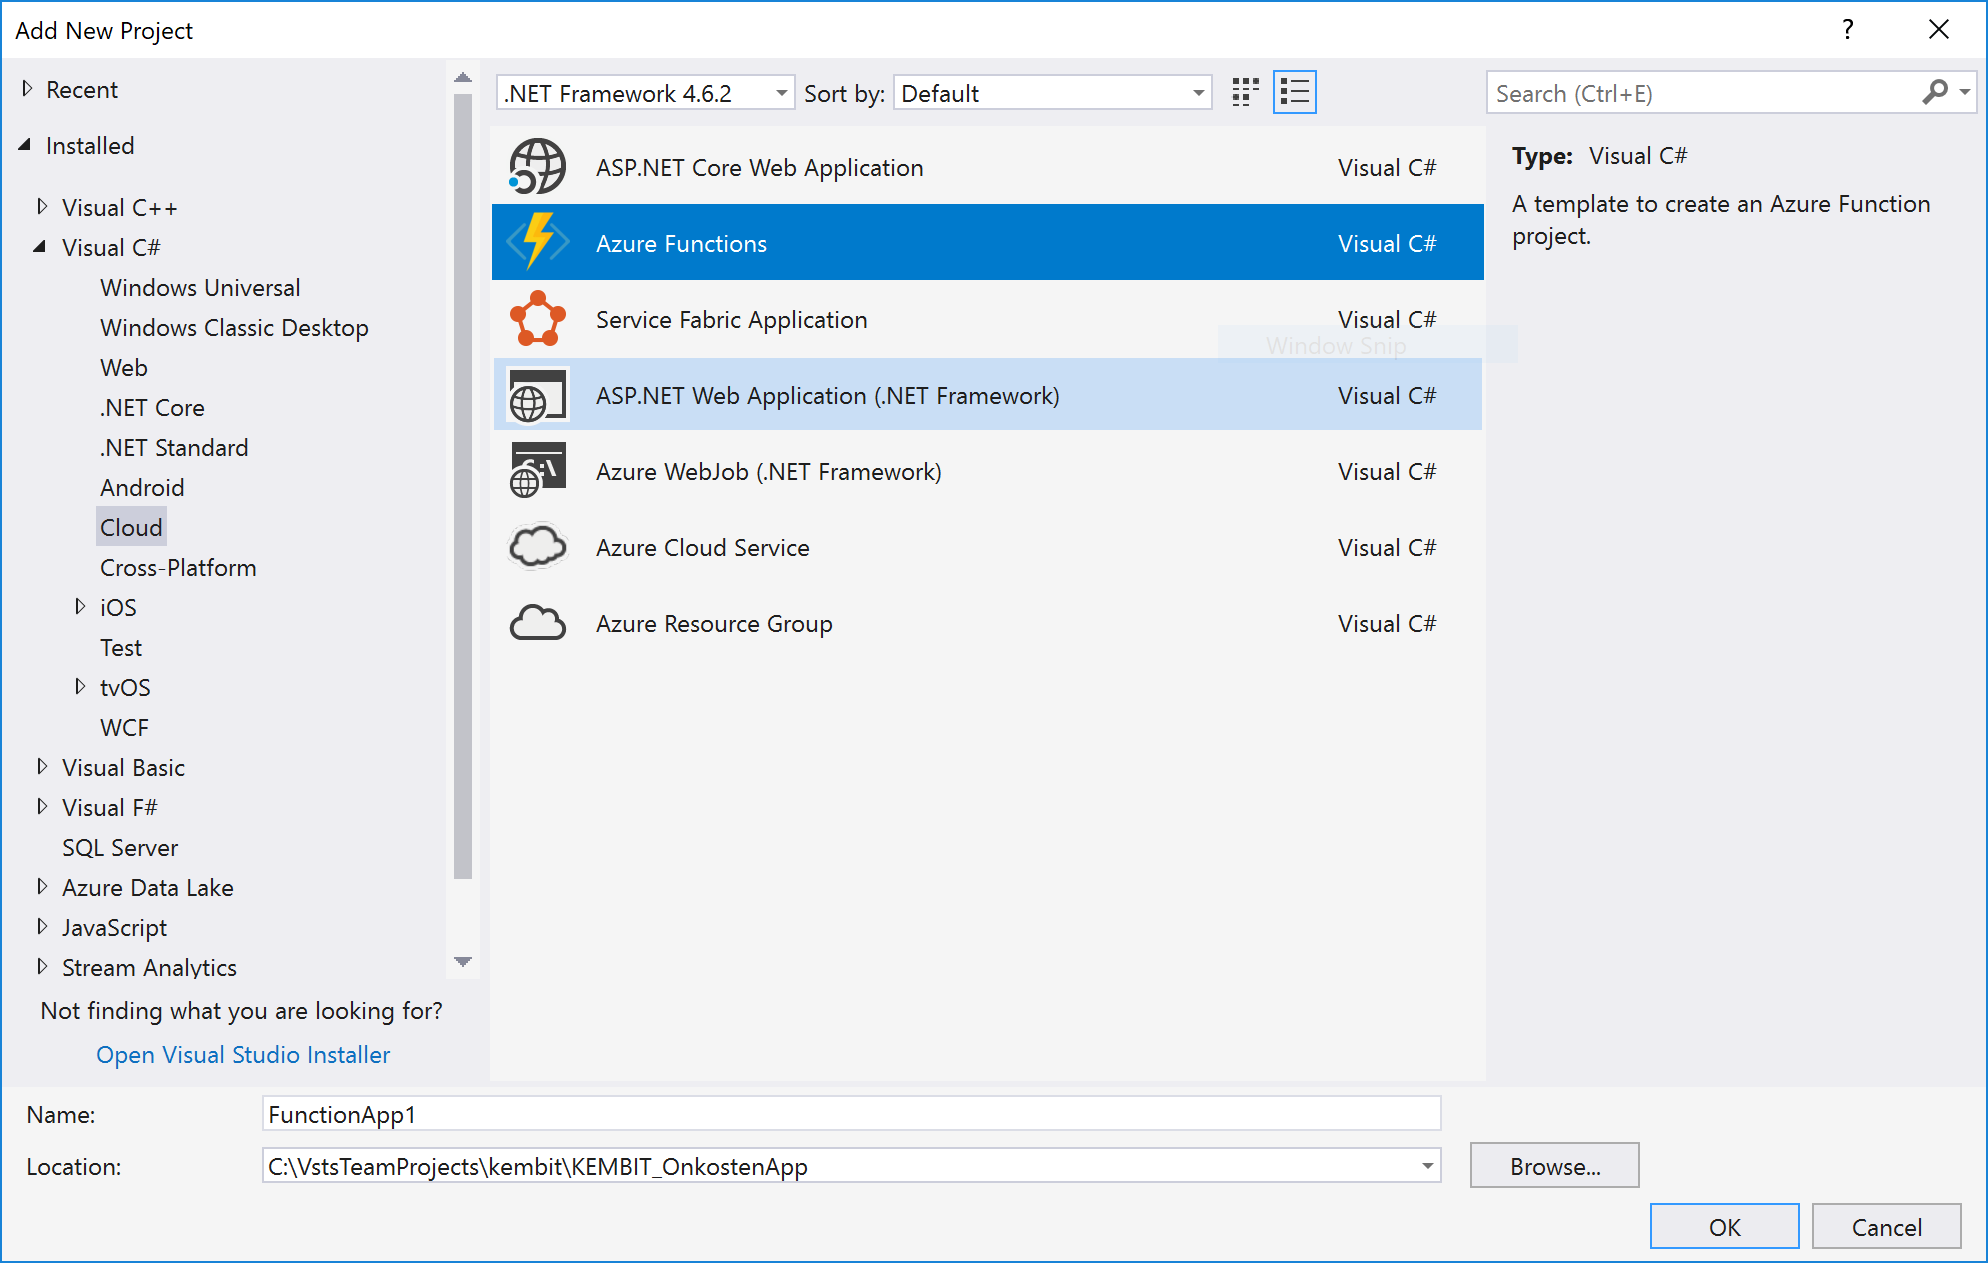 Add New Project
?
Recent
Installed
Visual C++
Visual C#
Windows Universal
Windows Classic Desktop
Web
.NET Core
.NET Standard
Android
Cloud
Cross-Platform
iOS
Test
tvOS
WCF
Visual Basic
Visual F#
SQL Server
Azure Data Lake
JavaScript
Stream Analytics
Not finding what you are looking for?
Open Visual Studio Installer
.NET Framework 4.6.2 Sort by: Default
ASP.NET Core Web Application Visual C#
Azure Functions Visual C#
Service Fabric Application Visual C#
Window Snip
ASP.NET Web Application (.NET Framework) Visual C#
Azure WebJob (.NET Framework) Visual C#
Azure Cloud Service Visual C#
Azure Resource Group Visual C#
Search (Ctrl+E)
Type: Visual C#
A template to create an Azure Function
project.
Name: FunctionApp1
Location: C:\VstsTeamProjects\kembit\KEMBIT_OnkostenApp
Browse...
OK Cancel